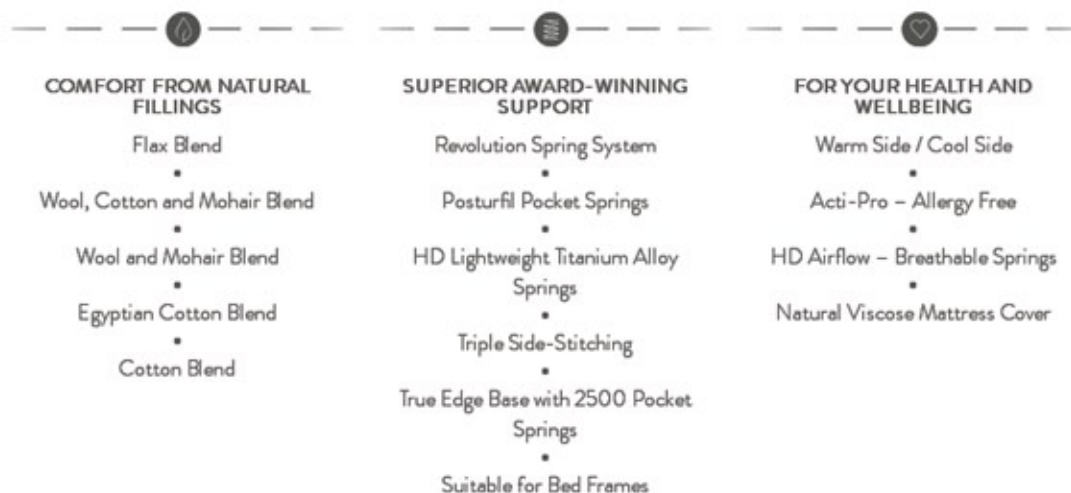 COMFORT FROM NATURAL
FILLINGS
Flax Blend
•
Wool, Cotton and Mohair Blend
•
Wool and Mohair Blend
•
Egyptian Cotton Blend
•
Cotton Blend
SUPERIOR AWARD-WINNING
SUPPORT
Revolution Spring System
•
Posturfil Pocket Springs
•
HD Lightweight Titanium Alloy
Springs
•
Triple Side-Stitching
•
True Edge Base with 2500 Pocket
Springs
•
Suitable for Bed Frames
FOR YOUR HEALTH AND
WELLBEING
Warm Side / Cool Side
•
Acti-Pro – Allergy Free
•
HD Airflow – Breathable Springs
•
Natural Viscose Mattress Cover